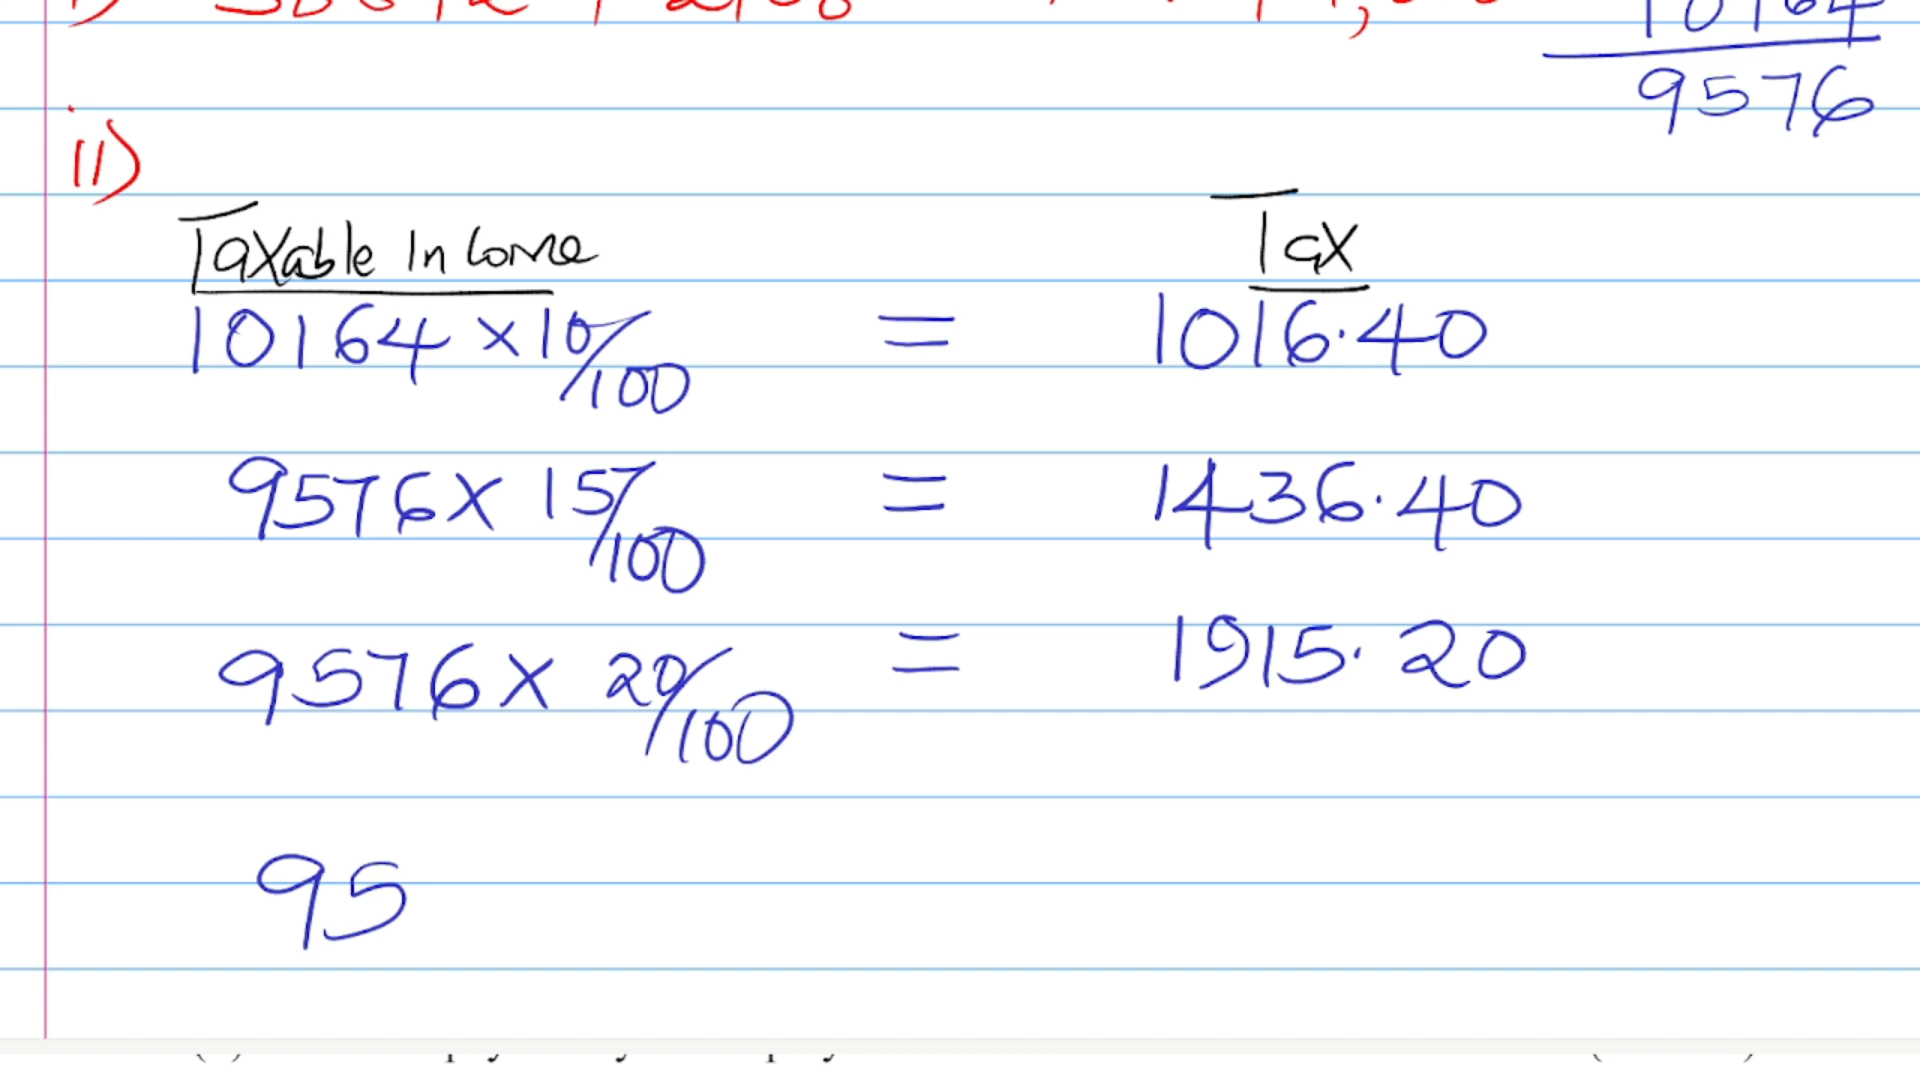 10164
9576
ii)
Taxable Income Tax
10164 x 10/100 = 1016.40
9576 x 15/100 = 1436.40
9576 x 20/100 = 1915.20
95